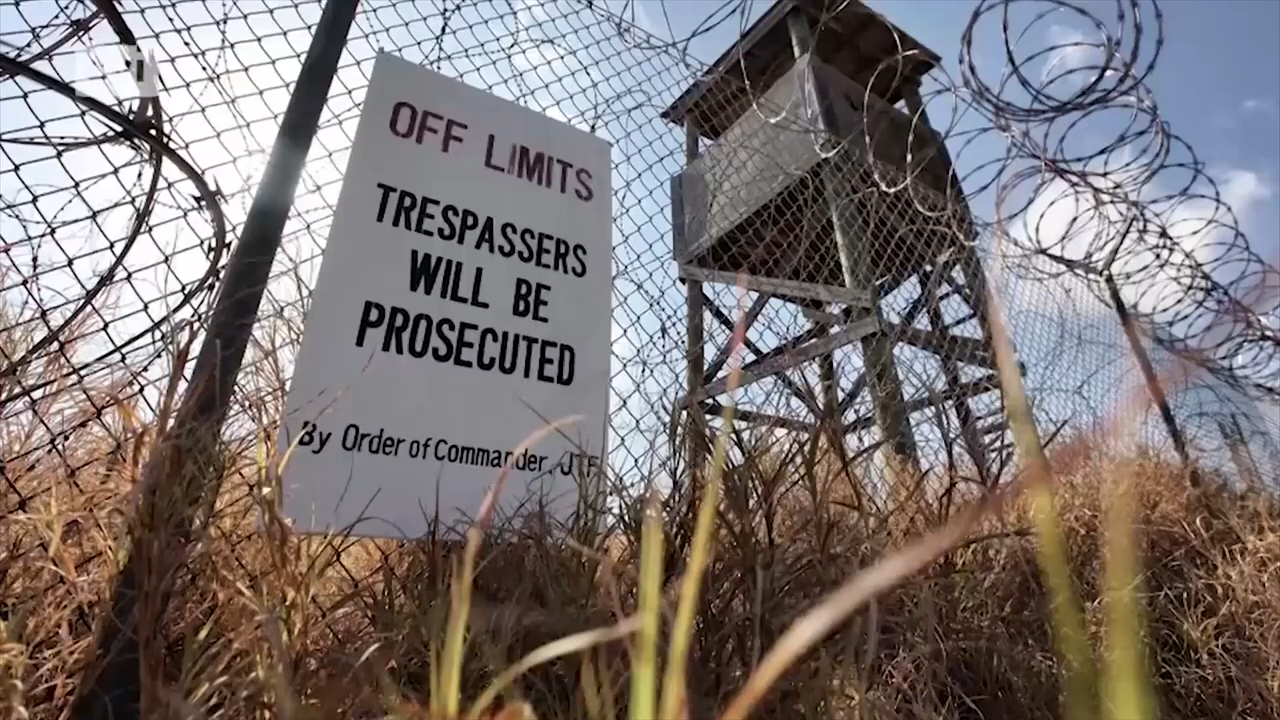 OFF LIMITS
TRESPASSERS
WILL BE
PROSECUTED
By Order of Commander, JTF